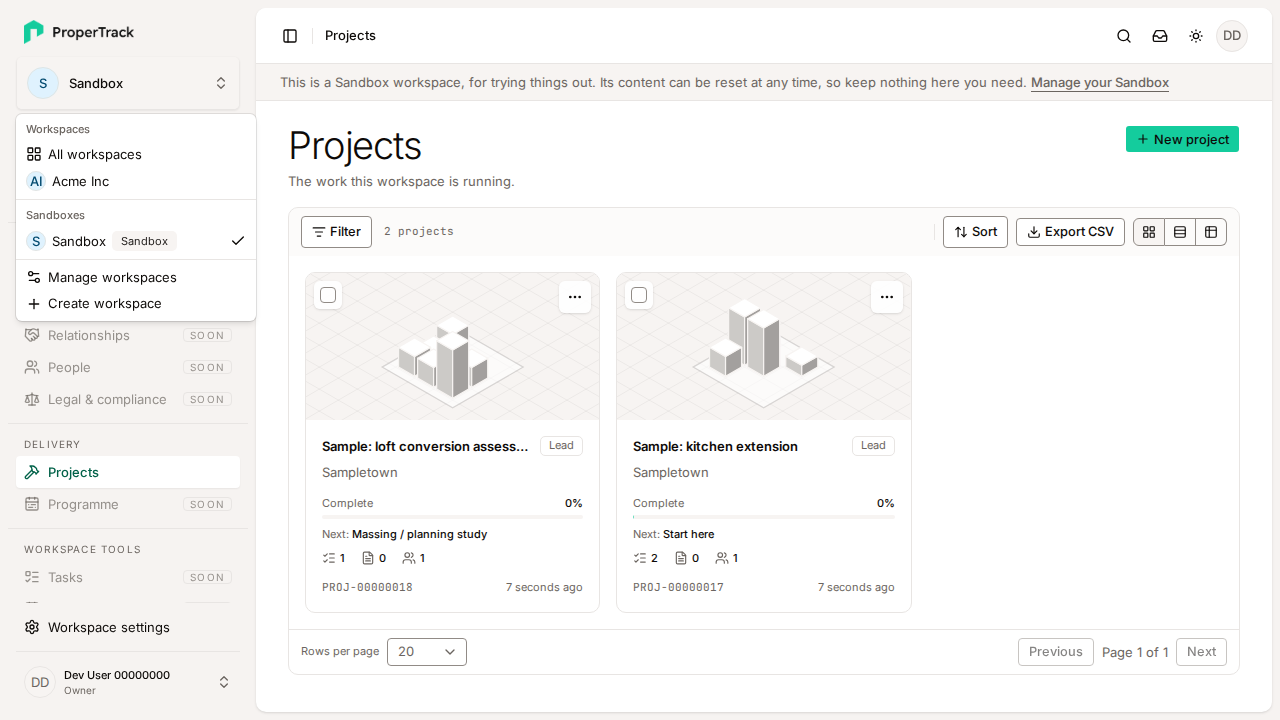 ProperTrack
S Sandbox
Workspaces
All workspaces
AI Acme Inc
Sandboxes
S Sandbox Sandbox
Manage workspaces
Create workspace
Relationships SOON
People SOON
Legal & compliance SOON
DELIVERY
Projects
Programme SOON
WORKSPACE TOOLS
Tasks SOON
Workspace settings
DD Dev User 00000000
Owner
Projects
DD
This is a Sandbox workspace, for trying things out. Its content can be reset at any time, so keep nothing here you need. Manage your Sandbox
Projects
New project
The work this workspace is running.
Filter 2 projects Sort Export CSV
Sample: loft conversion assess... Lead
Sampletown
Complete 0%
Next: Massing / planning study
1 0 1
PROJ-00000018 7 seconds ago
Sample: kitchen extension Lead
Sampletown
Complete 0%
Next: Start here
2 0 1
PROJ-00000017 7 seconds ago
Rows per page 20 Previous Page 1 of 1 Next